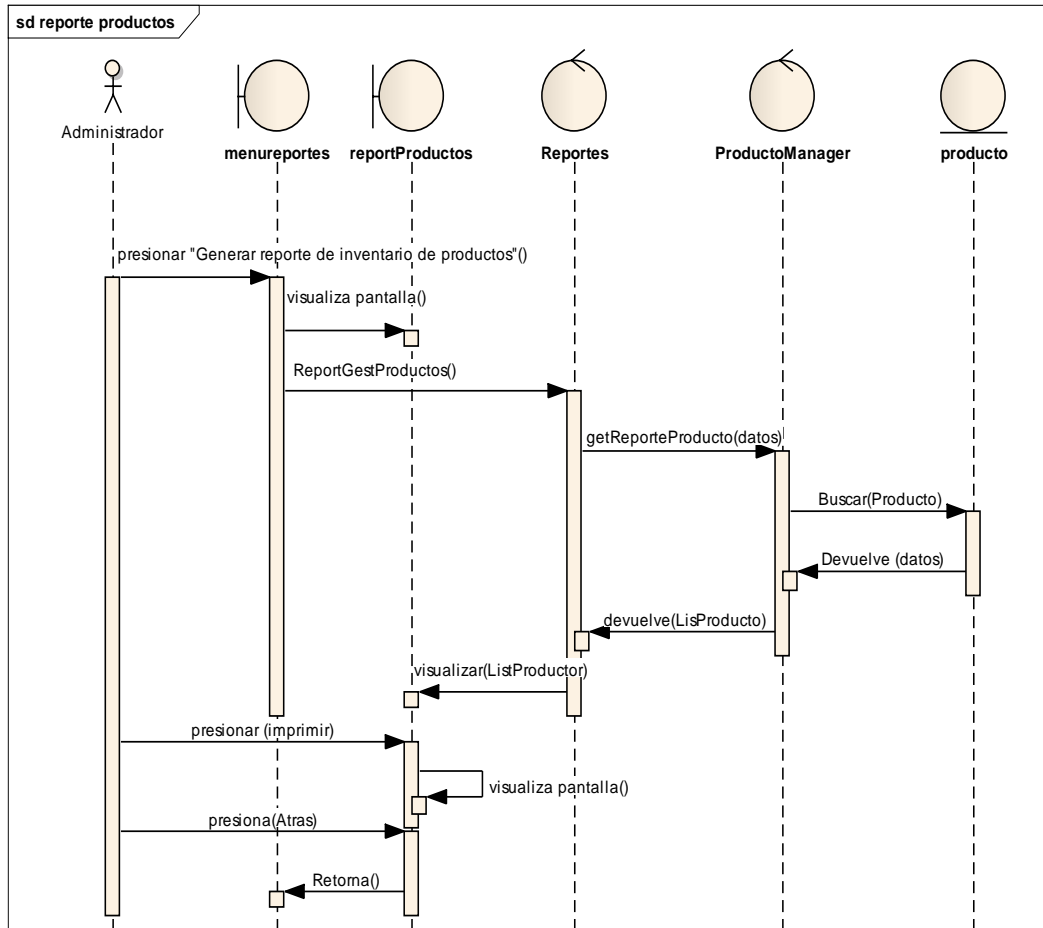 sd reporte productos
Administrador
menureportes
reportProductos
Reportes
ProductoManager
producto
presionar "Generar reporte de inventario de productos"()
visualiza pantalla()
ReportGestProductos()
getReporteProducto(datos)
Buscar(Producto)
Devuelve (datos)
devuelve(LisProducto)
visualizar(ListProductor)
presionar (imprimir)
visualiza pantalla()
presiona(Atras)
Retorna()